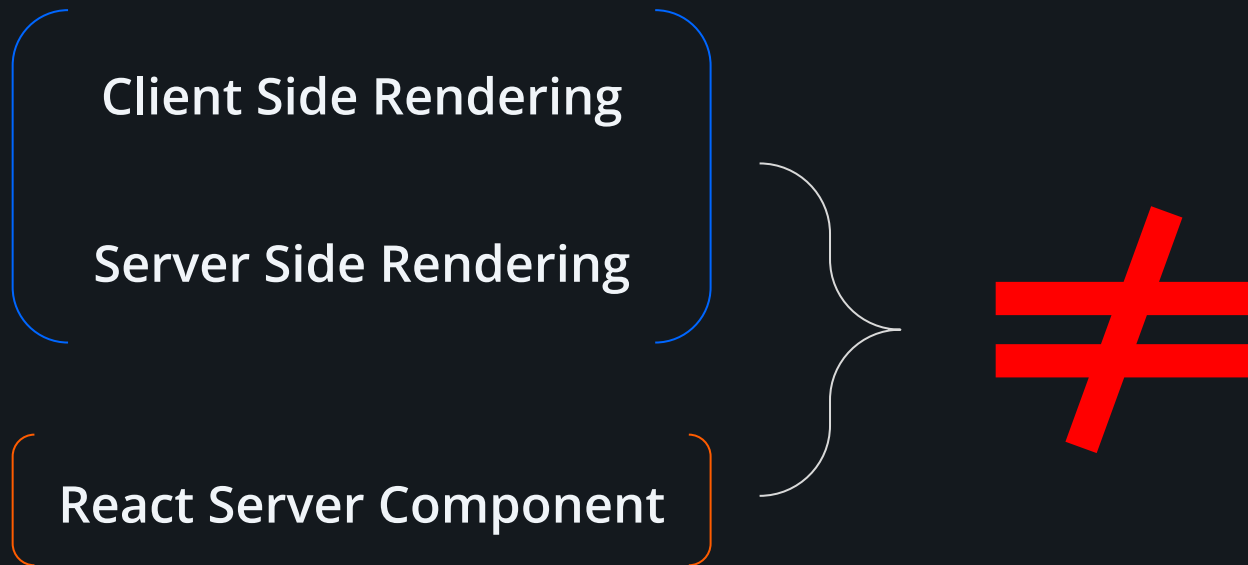 Client Side Rendering
Server Side Rendering
React Server Component
≠